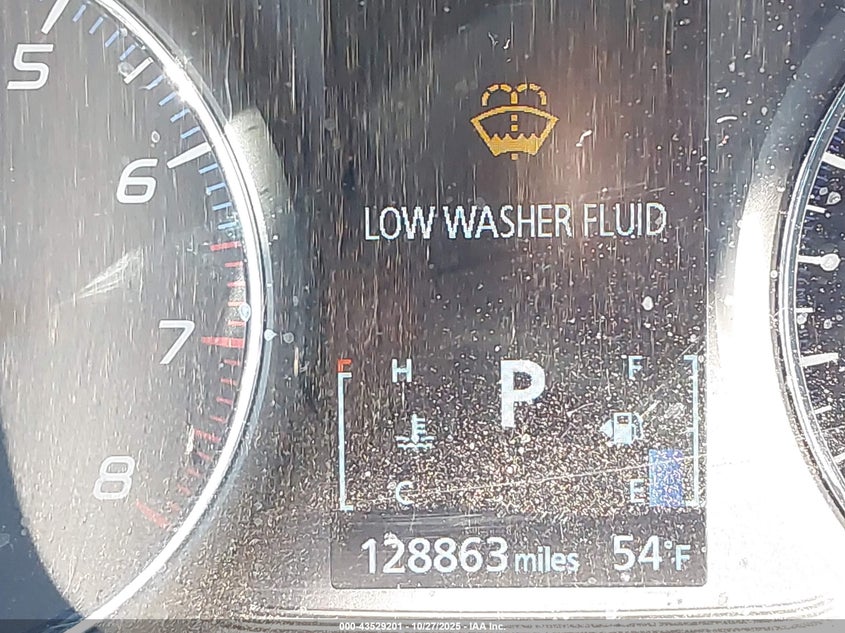 5
6
7
8
LOW WASHER FLUID
H P F
C E
128863 miles 54°F
000-43529201 - 10/27/2025 - IAA Inc.